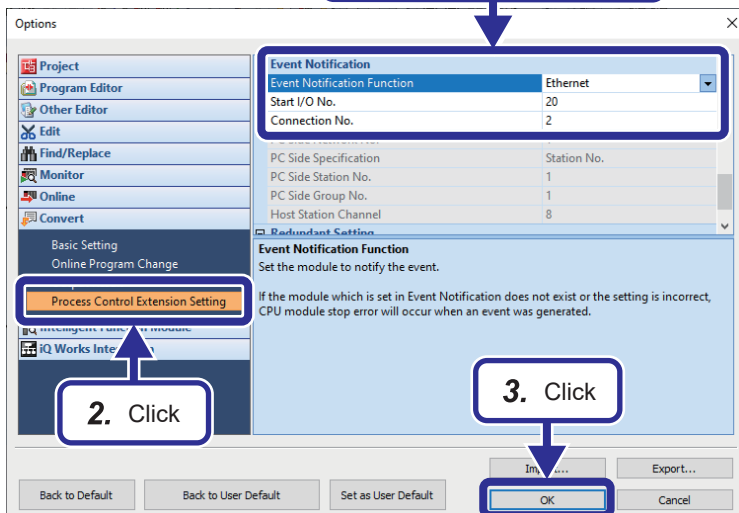 Options
Project
Program Editor
Other Editor
Edit
Find/Replace
Monitor
Online
Convert
Basic Setting
Online Program Change
Process Control Extension Setting
iQ Works
2. Click
Event Notification
Event Notification Function Ethernet
Start I/O No. 20
Connection No. 2
PC Side Specification Station No.
PC Side Station No. 1
PC Side Group No. 1
Host Station Channel 8
Redundant Setting
Event Notification Function
Set the module to notify the event.
If the module which is set in Event Notification does not exist or the setting is incorrect,
CPU module stop error will occur when an event was generated.
3. Click
Export...
Back to Default Back to User Default Set as User Default OK Cancel